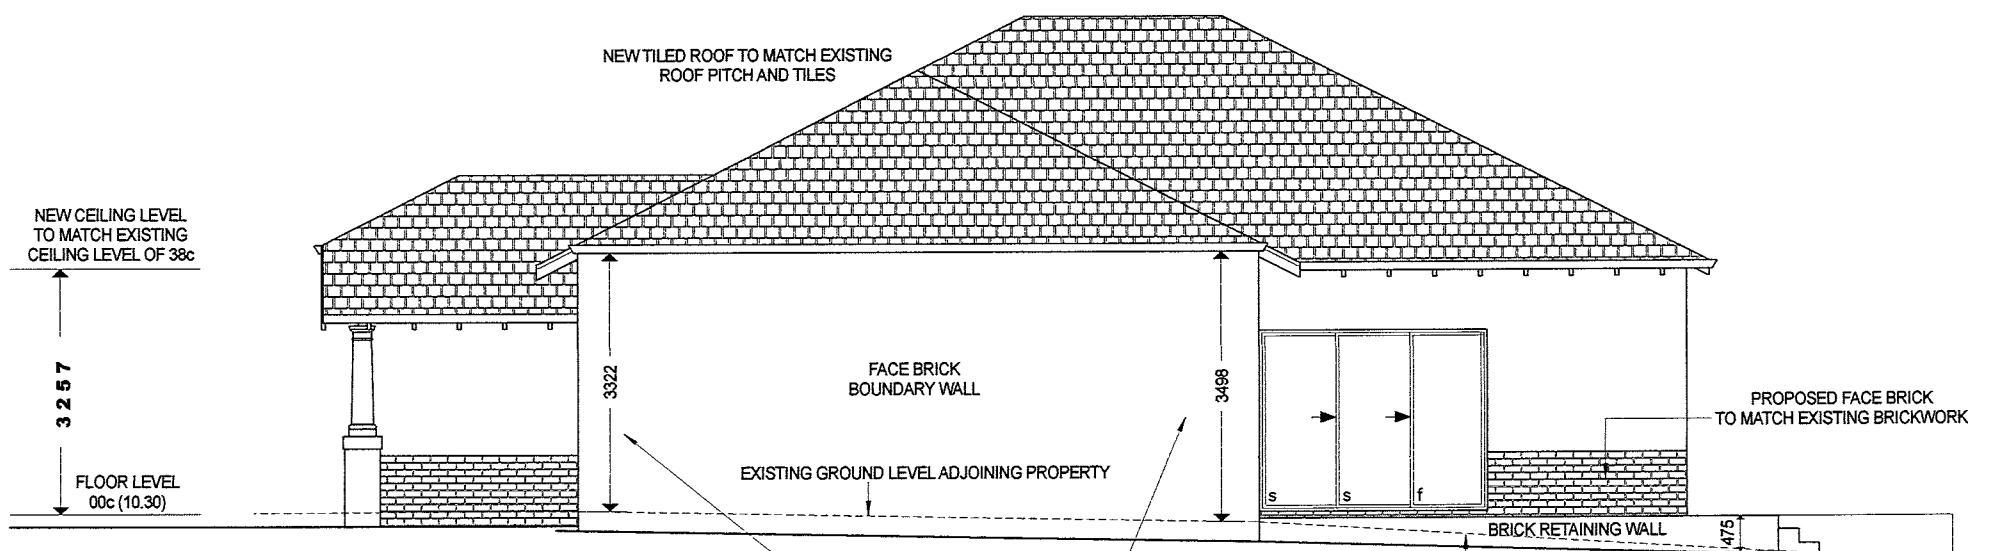 NEW TILED ROOF TO MATCH EXISTING
ROOF PITCH AND TILES
NEW CEILING LEVEL
TO MATCH EXISTING
CEILING LEVEL OF 38c
3257
FLOOR LEVEL
00c (10.30)
3322
FACE BRICK
BOUNDARY WALL
3498
EXISTING GROUND LEVEL ADJOINING PROPERTY
s
s
f
PROPOSED FACE BRICK
TO MATCH EXISTING BRICKWORK
BRICK RETAINING WALL
475